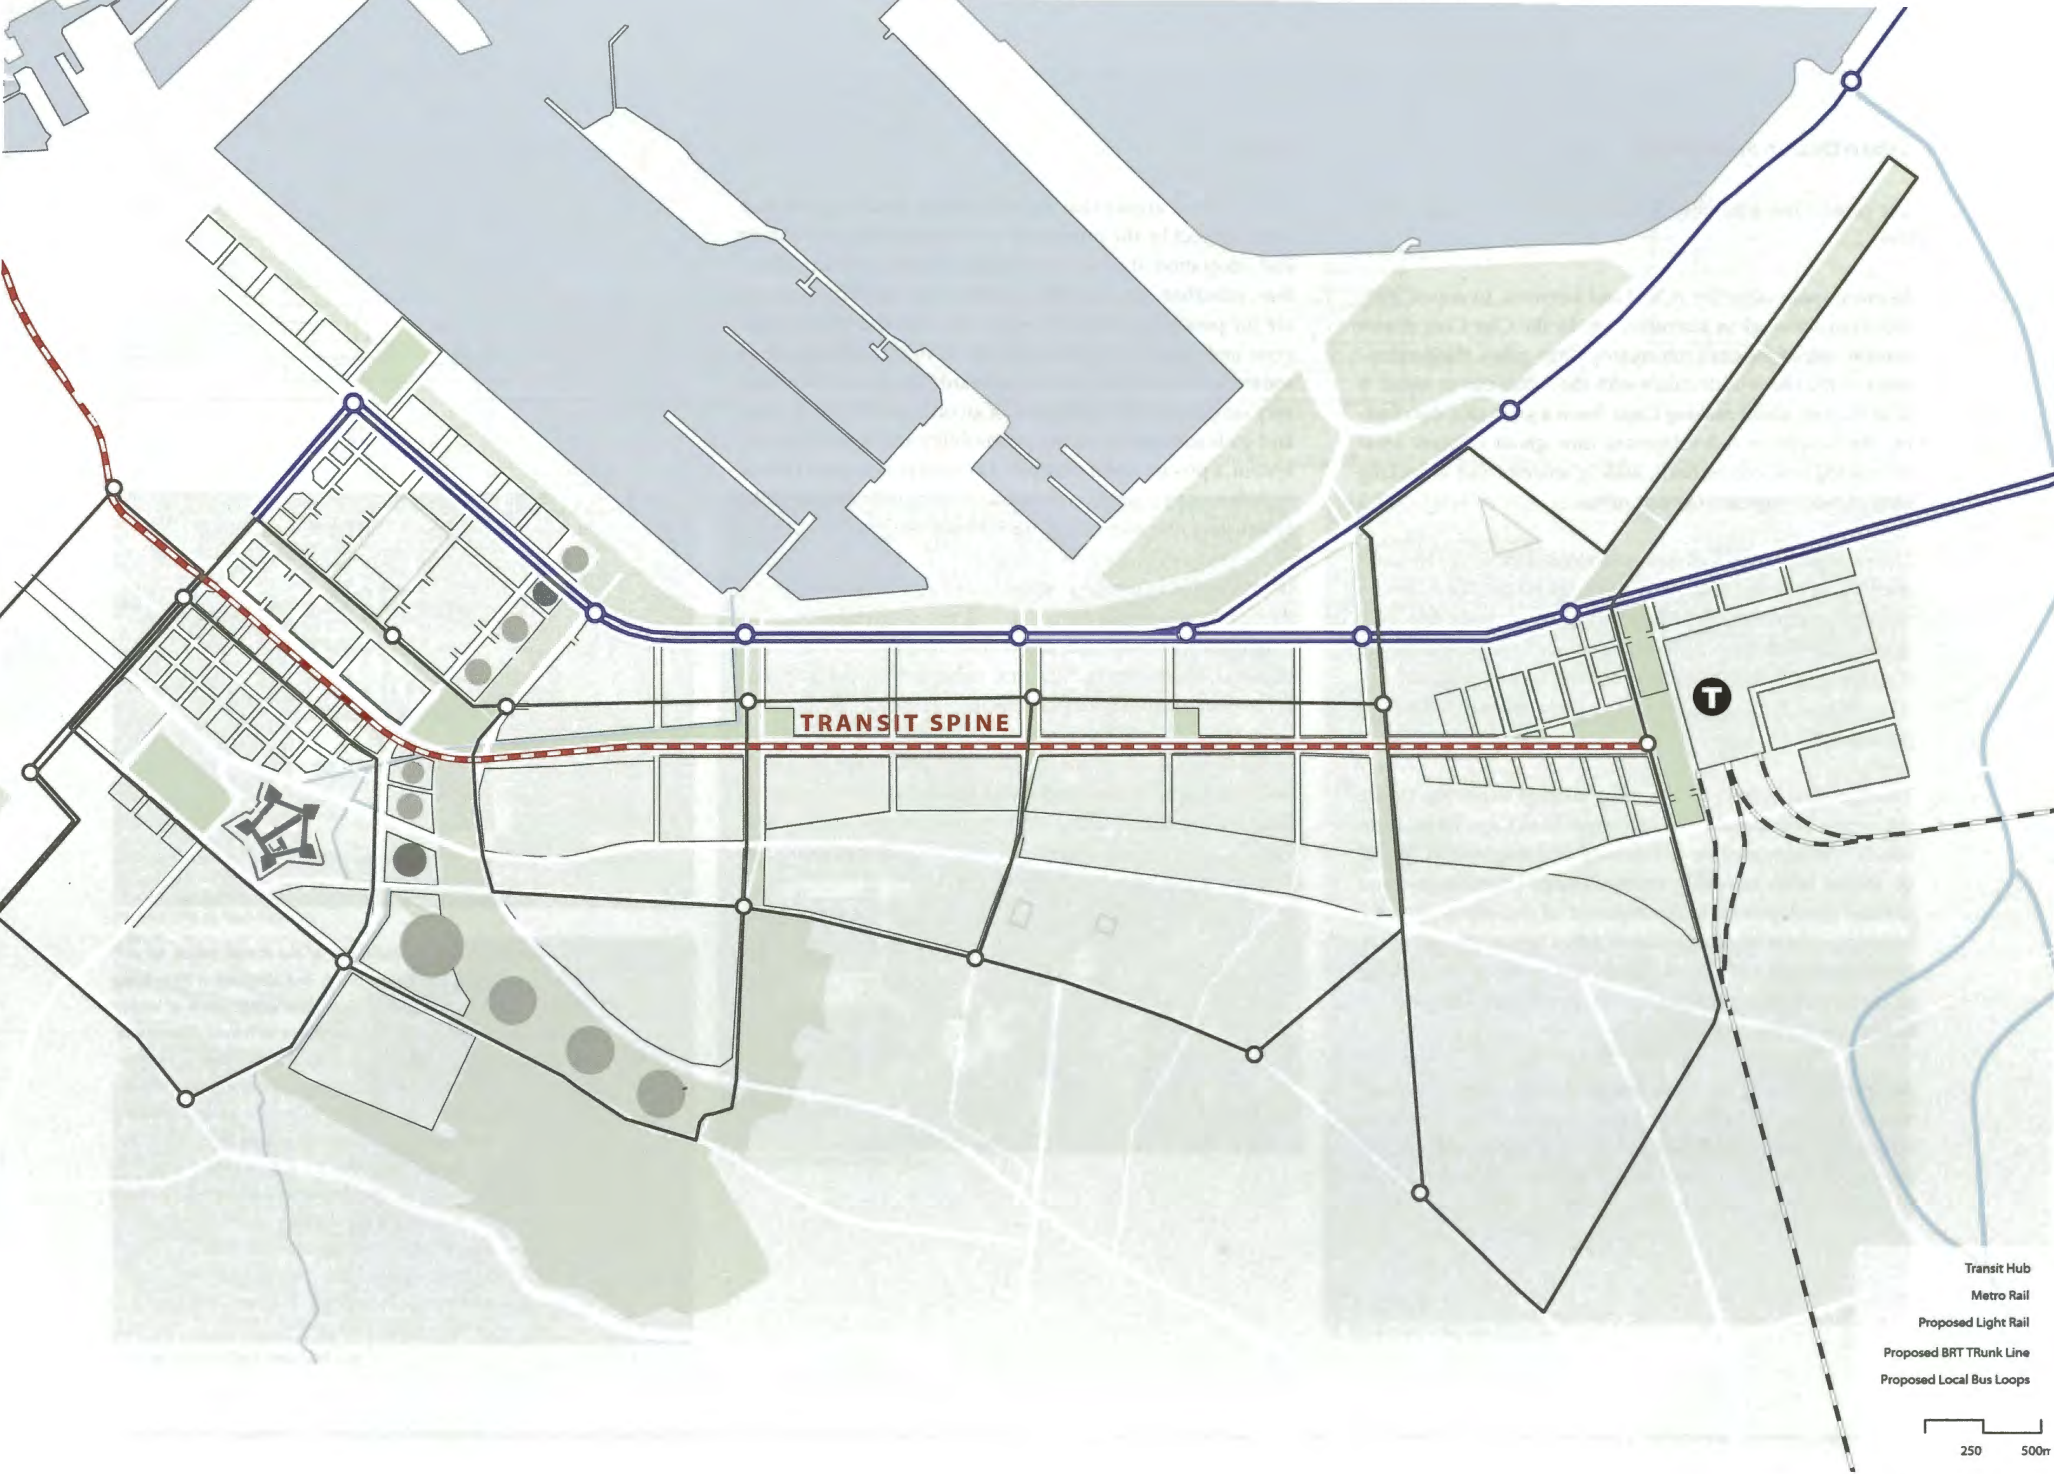 TRANSIT SPINE
T
Transit Hub
Metro Rail
Proposed Light Rail
Proposed BRT TRunk Line
Proposed Local Bus Loops
250 500m